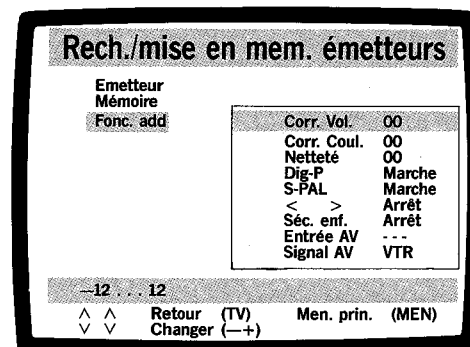 Rech./mise en mem. émetteurs
Emetteur
Mémoire
Fonc. add
Corr. Vol. 00
Corr. Coul. 00
Netteté 00
Dig-P Marche
S-PAL Marche
< > Arrêt
Séc. enf. Arrêt
Entrée AV - - -
Signal AV VTR
—12 . . . 12
^ ^ Retour (TV) Men. prin. (MEN)
v v Changer (—+)